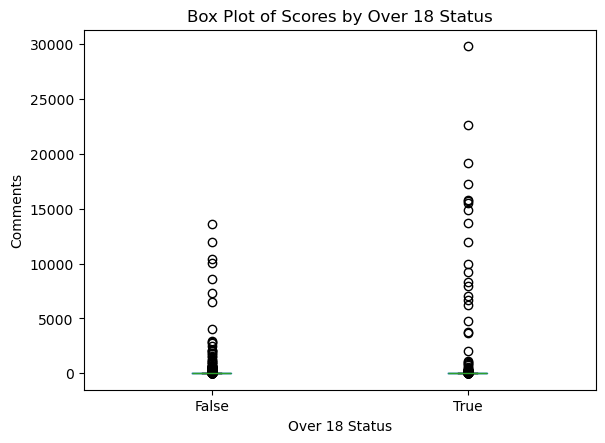 Box Plot of Scores by Over 18 Status
30000
25000
20000
15000
10000
5000
0
Comments
False
True
Over 18 Status